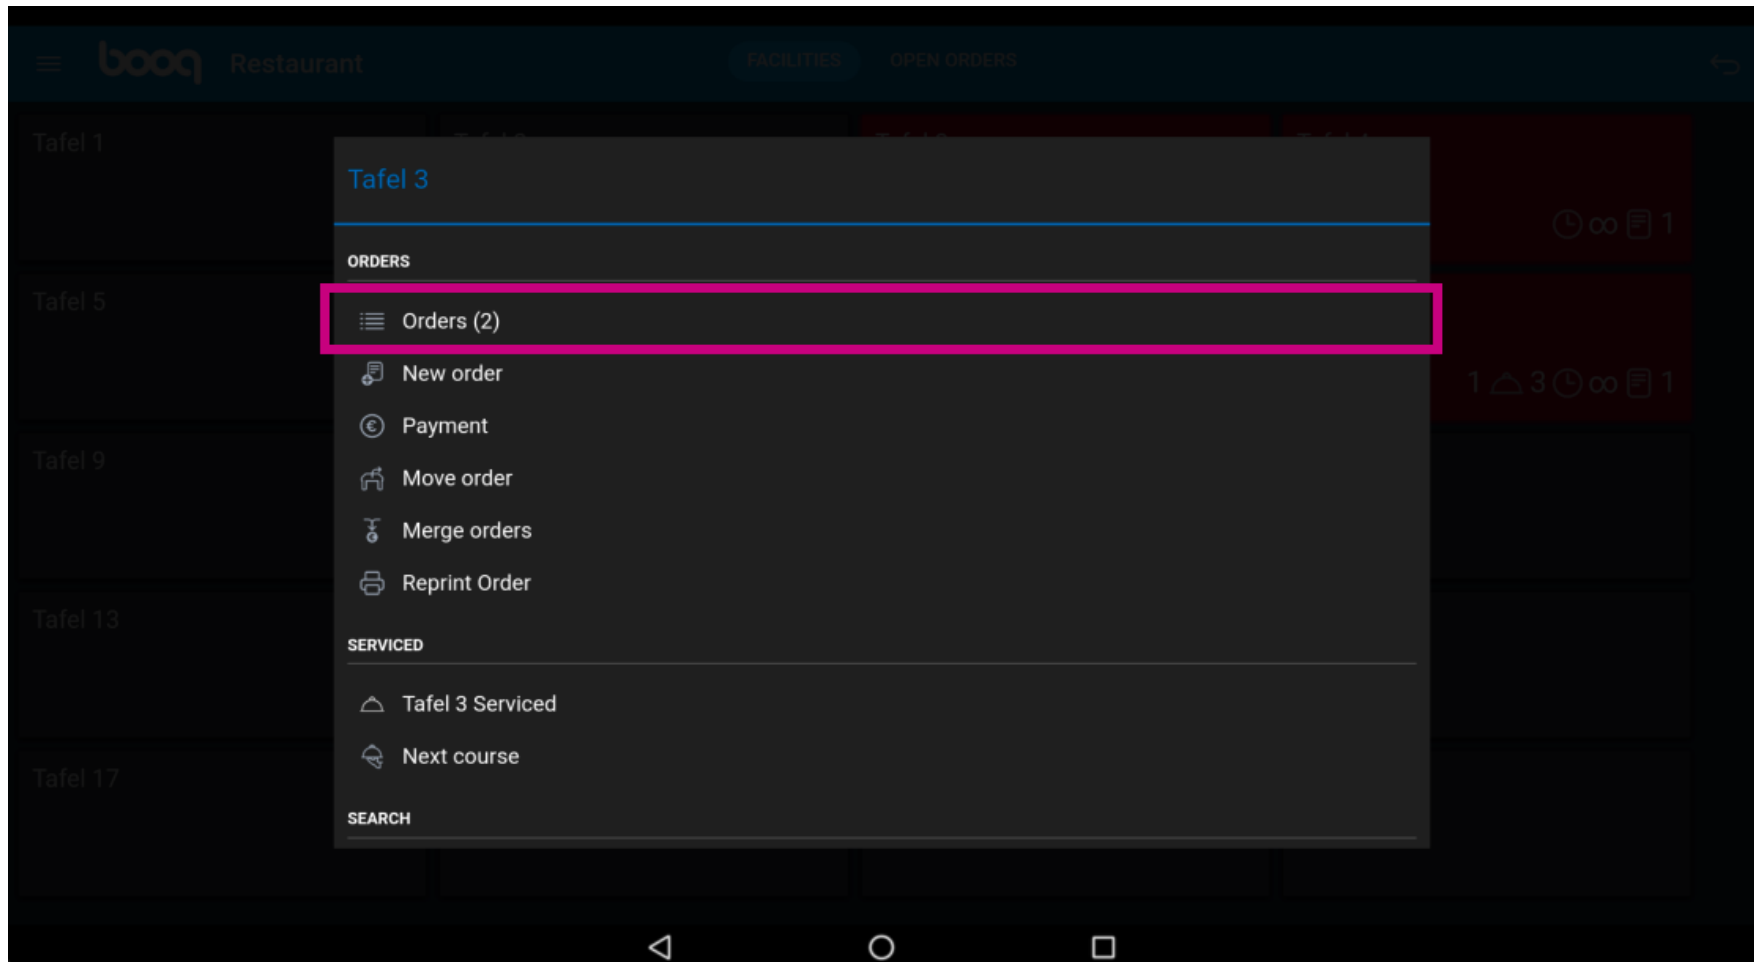 booq Restaurant FACILITIES OPEN ORDERS
Tafel 1
Tafel 3
∞ 1
ORDERS
Tafel 5
Orders (2)
New order
1 3 ∞ 1
Payment
Tafel 9
Move order
Merge orders
Reprint Order
Tafel 13
SERVICED
Tafel 3 Serviced
Next course
Tafel 17
SEARCH